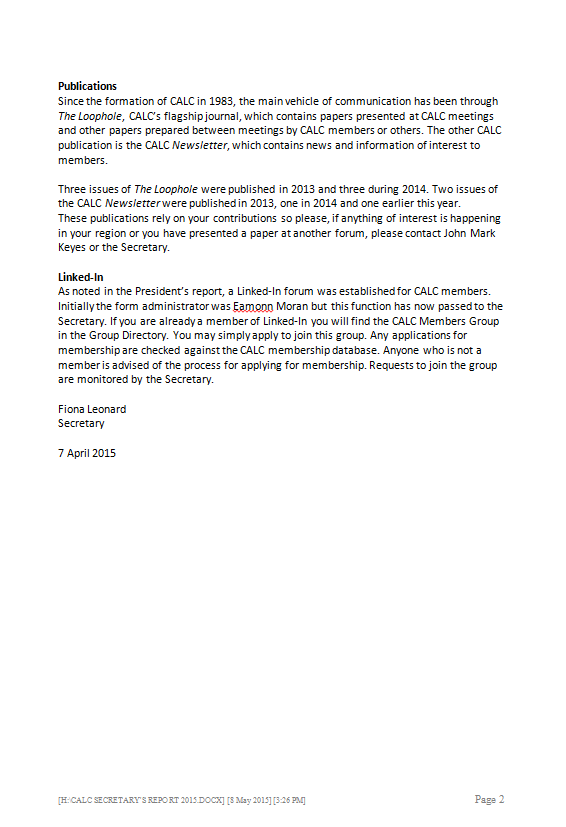 Publications
Since the formation of CALC in 1983, the main vehicle of communication has been through
The Loophole, CALC's flagship journal, which contains papers presented at CALC meetings
and other papers prepared between meetings by CALC members or others. The other CALC
publication is the CALC Newsletter, which contains news and information of interest to
members.
Three issues of The Loophole were published in 2013 and three during 2014. Two issues of
the CALC Newsletter were published in 2013, one in 2014 and one earlier this year.
These publications rely on your contributions so please, if anything of interest is happening
in your region or you have presented a paper at another forum, please contact John Mark
Keyes or the Secretary.
Linked-In
As noted in the President's report, a Linked-In forum was established for CALC members.
Initially the form administrator was Eamonn Moran but this function has now passed to the
Secretary. If you are already a member of Linked-In you will find the CALC Members Group
in the Group Directory. You may simply apply to join this group. Any applications for
membership are checked against the CALC membership database. Anyone who is not a
member is advised of the process for applying for membership. Requests to join the group
are monitored by the Secretary.
Fiona Leonard
Secretary
7 April 2015
[H: CALC SECRETARY'S REPORT 2015.DOCX] [8 May 2015] [3:26 PM] Page 2